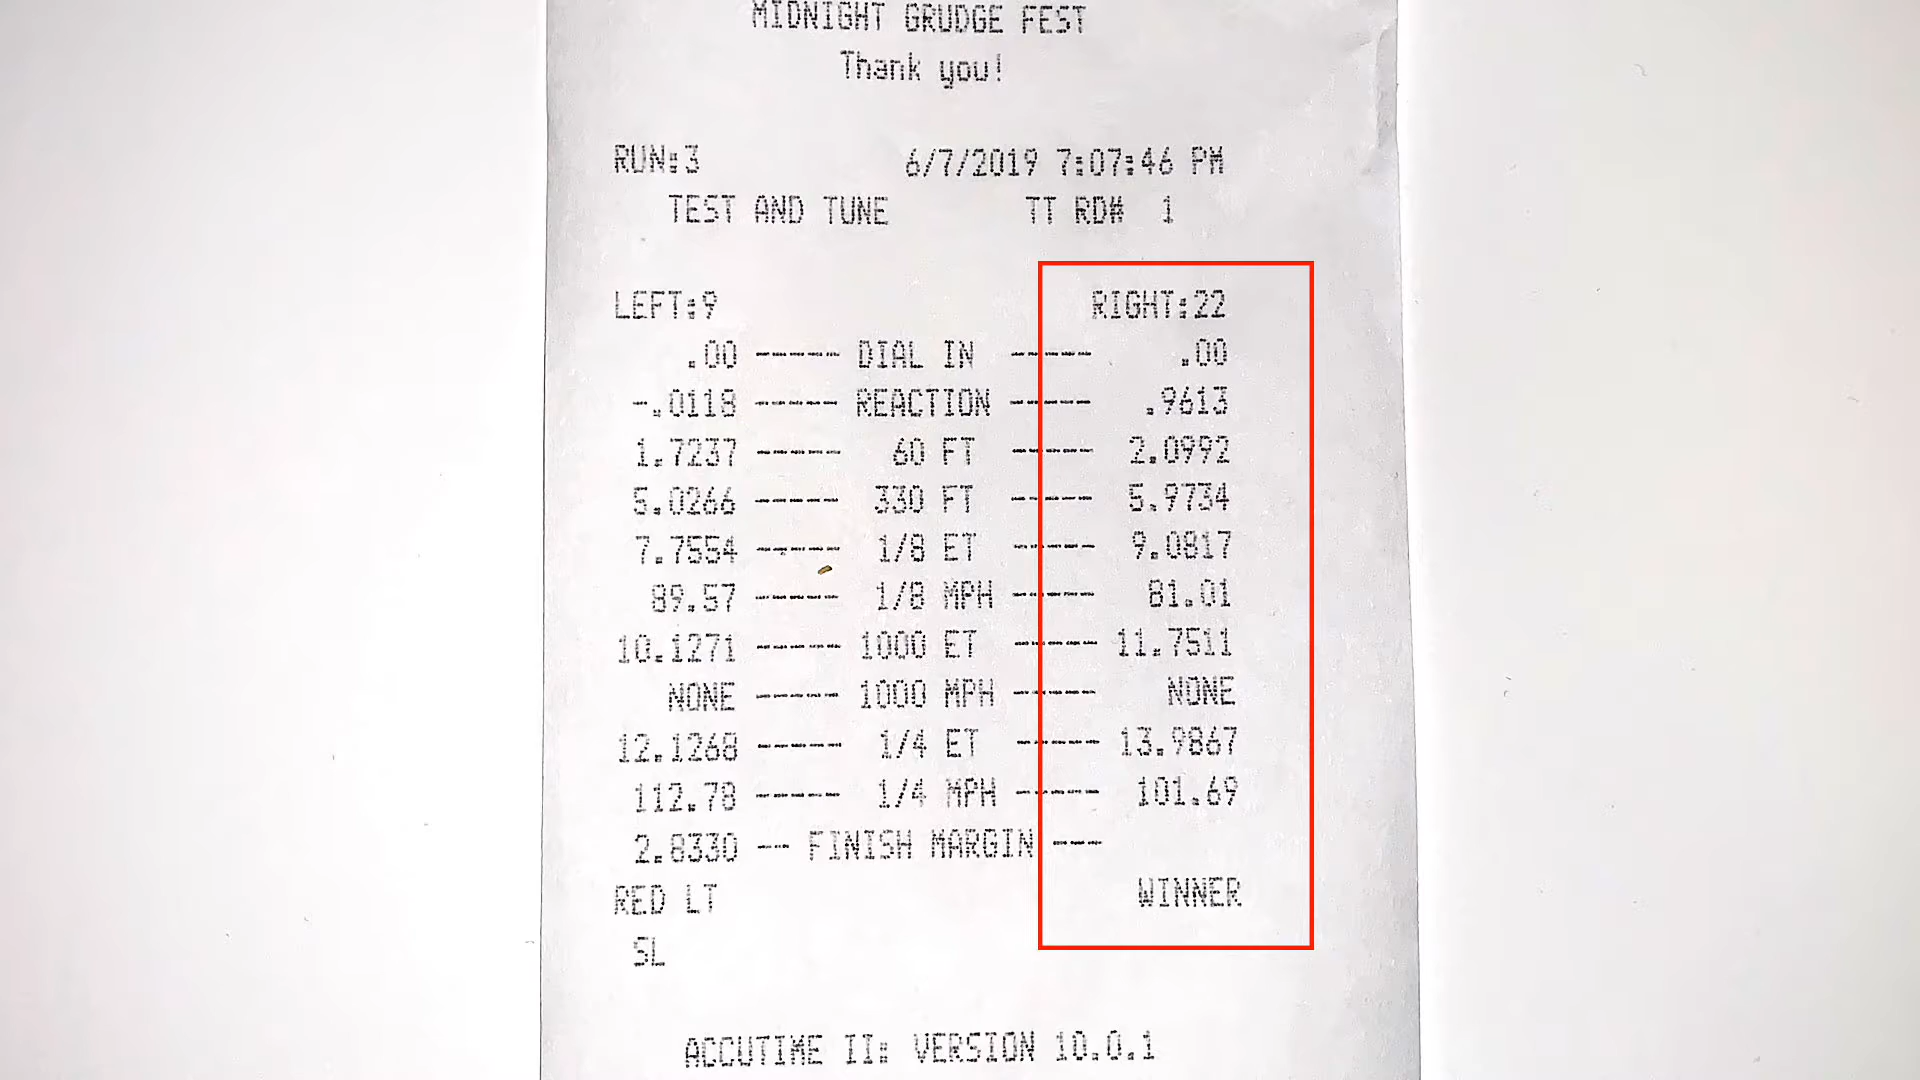 MIDNIGHT GRUDGE FEST
Thank you!
RUN:3 6/7/2019 7:07:46 PM
TEST AND TUNE TT RD# 1
LEFT:9 RIGHT:22
.00 ----- DIAL IN ----- .00
-.0118 ----- REACTION ----- .9613
1.7237 ----- 60 FT ----- 2.0992
5.0266 ----- 330 FT ----- 5.9734
7.7554 ----- 1/8 ET ----- 9.0817
89.57 ----- 1/8 MPH ----- 81.01
10.1271 ----- 1000 ET ----- 11.7511
NONE ----- 1000 MPH ----- NONE
12.1268 ----- 1/4 ET ----- 13.9867
112.78 ----- 1/4 MPH ----- 101.69
2.8330 -- FINISH MARGIN ---
RED LT WINNER
SL
ACCUTIME II: VERSION 10.0.1